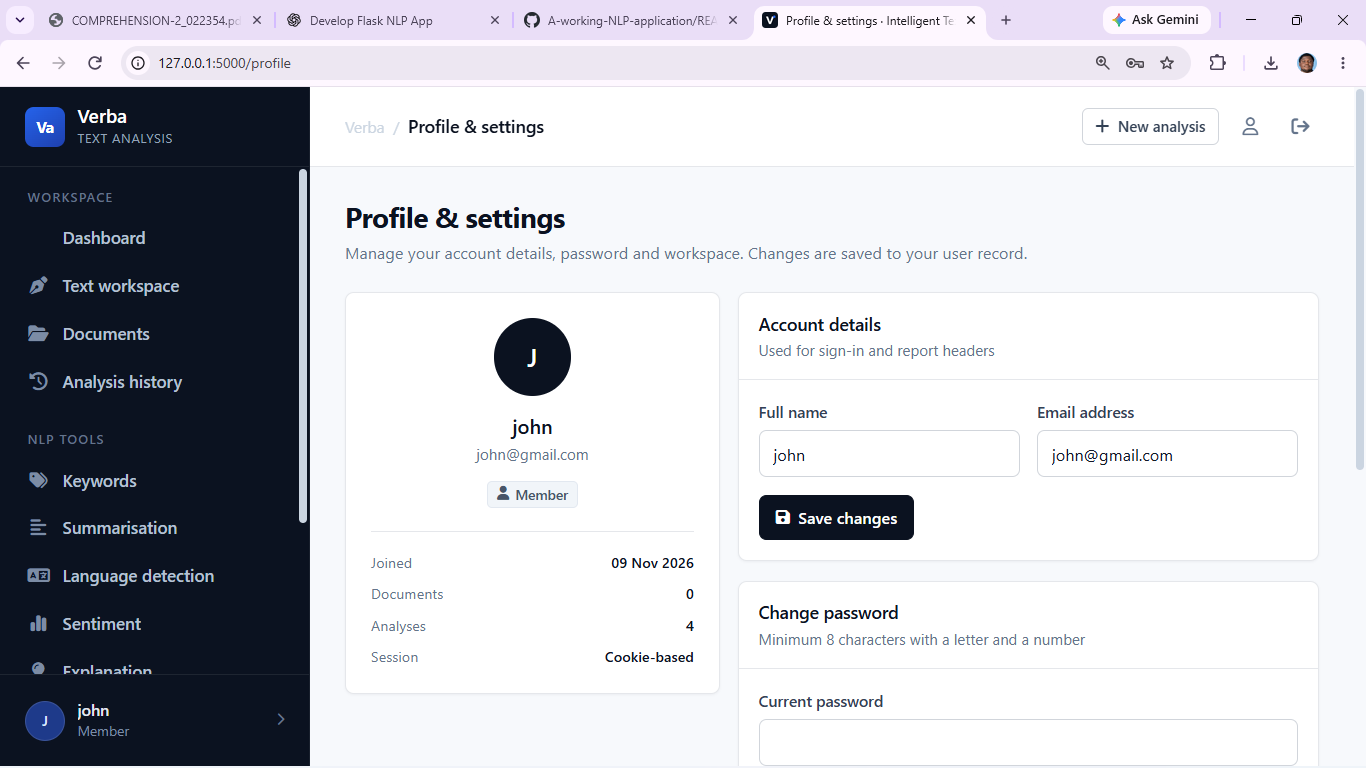 COMPREHENSION-2_022354.pd
Develop Flask NLP App
A-working-NLP-application/REA
Profile & settings · Intelligent Te
Ask Gemini
127.0.0.1:5000/profile
Va
Verba
TEXT ANALYSIS
Verba / Profile & settings
New analysis
WORKSPACE
Dashboard
Text workspace
Documents
Analysis history
NLP TOOLS
Keywords
Summarisation
Language detection
Sentiment
Explanation
J
john
Member
Profile & settings
Manage your account details, password and workspace. Changes are saved to your user record.
J
john
john@gmail.com
Member
Joined 09 Nov 2026
Documents 0
Analyses 4
Session Cookie-based
Account details
Used for sign-in and report headers
Full name Email address
john john@gmail.com
Save changes
Change password
Minimum 8 characters with a letter and a number
Current password